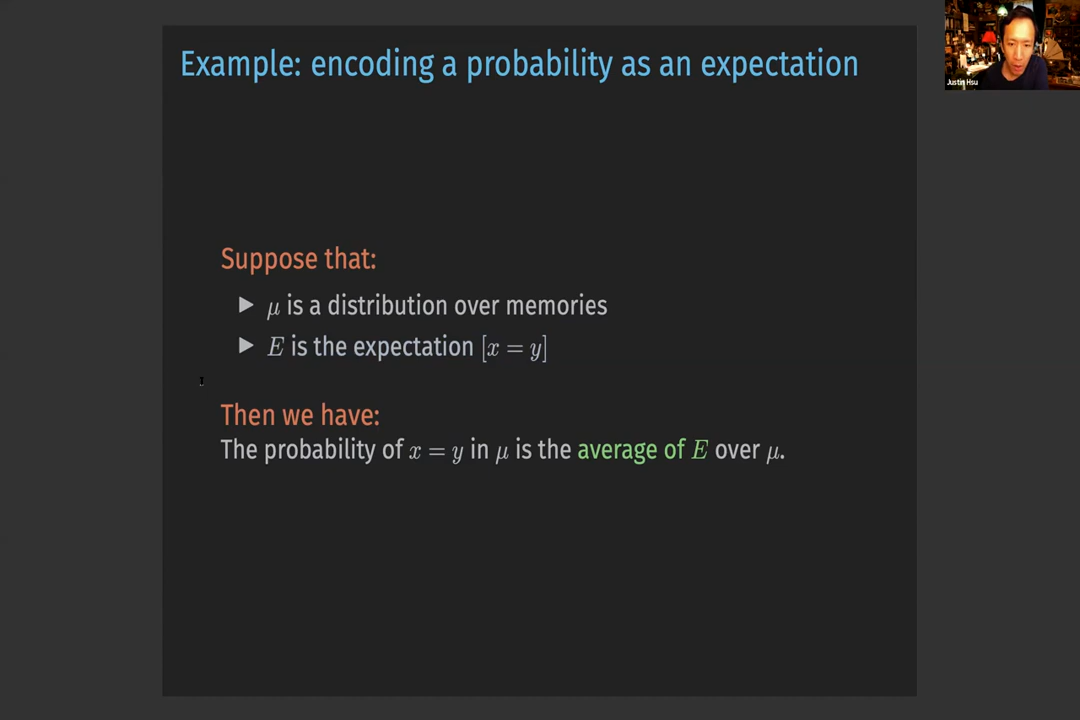 Example: encoding a probability as an expectation
Justin Hsu
Suppose that:
▶ μ is a distribution over memories
▶ E is the expectation [x = y]
Then we have:
The probability of x = y in μ is the average of E over μ.